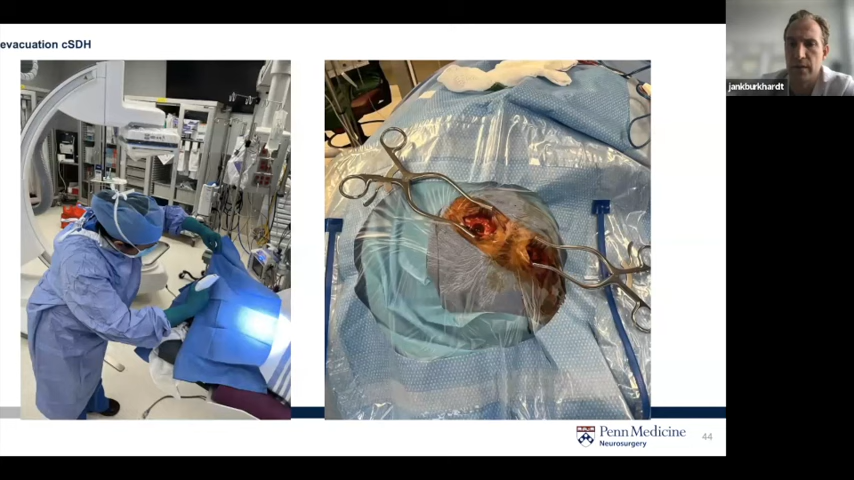 evacuation cSDH
jankburkhardt
Penn Medicine
Neurosurgery
44